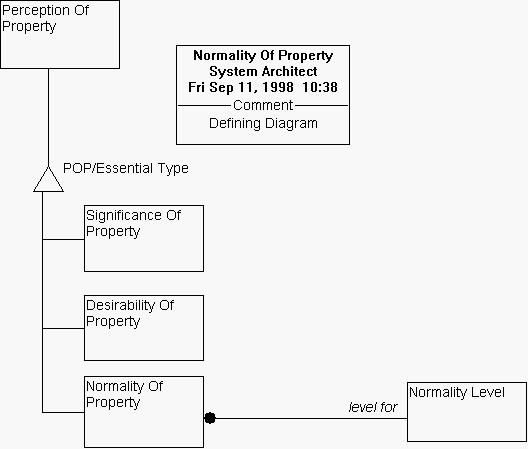 Perception Of
Property
Normality Of Property
System Architect
Fri Sep 11, 1998 10:38
Comment
Defining Diagram
POP/Essential Type
Significance Of
Property
Desirability Of
Property
Normality Of
Property
level for
Normality Level